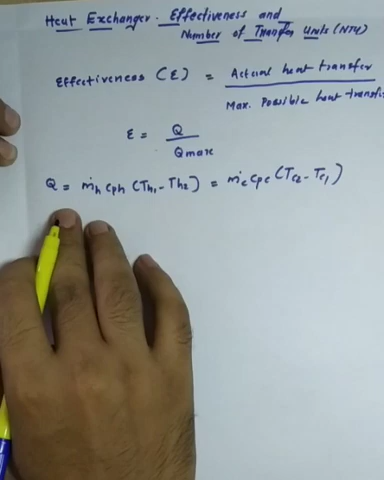 Heat Exchanger. Effectiveness and
Number of Transfer Units (NTU)
Effectiveness (ε) = Actual heat transfer
Max. Possible heat transfe
ε = Q
Qmax
Q = ṁh Cph (Th1 - Th2) = ṁc Cpc (Tc2 - Tc1)